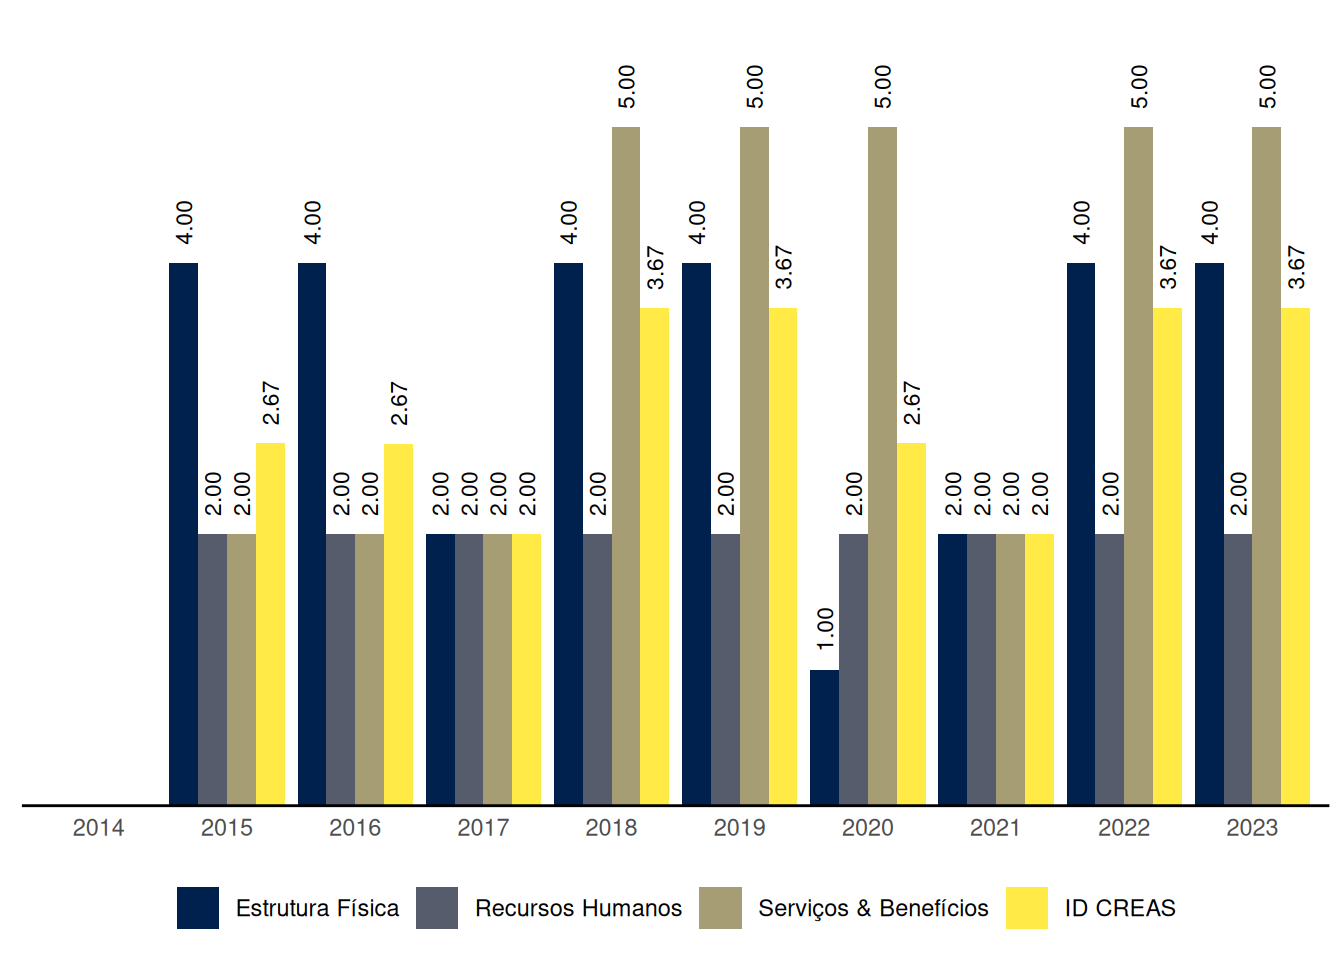 5.00 5.00 5.00 5.00 5.00
4.00 4.00 4.00 4.00 4.00 4.00
3.67 3.67 3.67 3.67
2.67 2.67 2.67
2.00 2.00 2.00 2.00 2.00 2.00 2.00 2.00 2.00 2.00 2.00 2.00 2.00 2.00 2.00 2.00 2.00
1.00
2014 2015 2016 2017 2018 2019 2020 2021 2022 2023
Estrutura Física Recursos Humanos Serviços & Benefícios ID CREAS